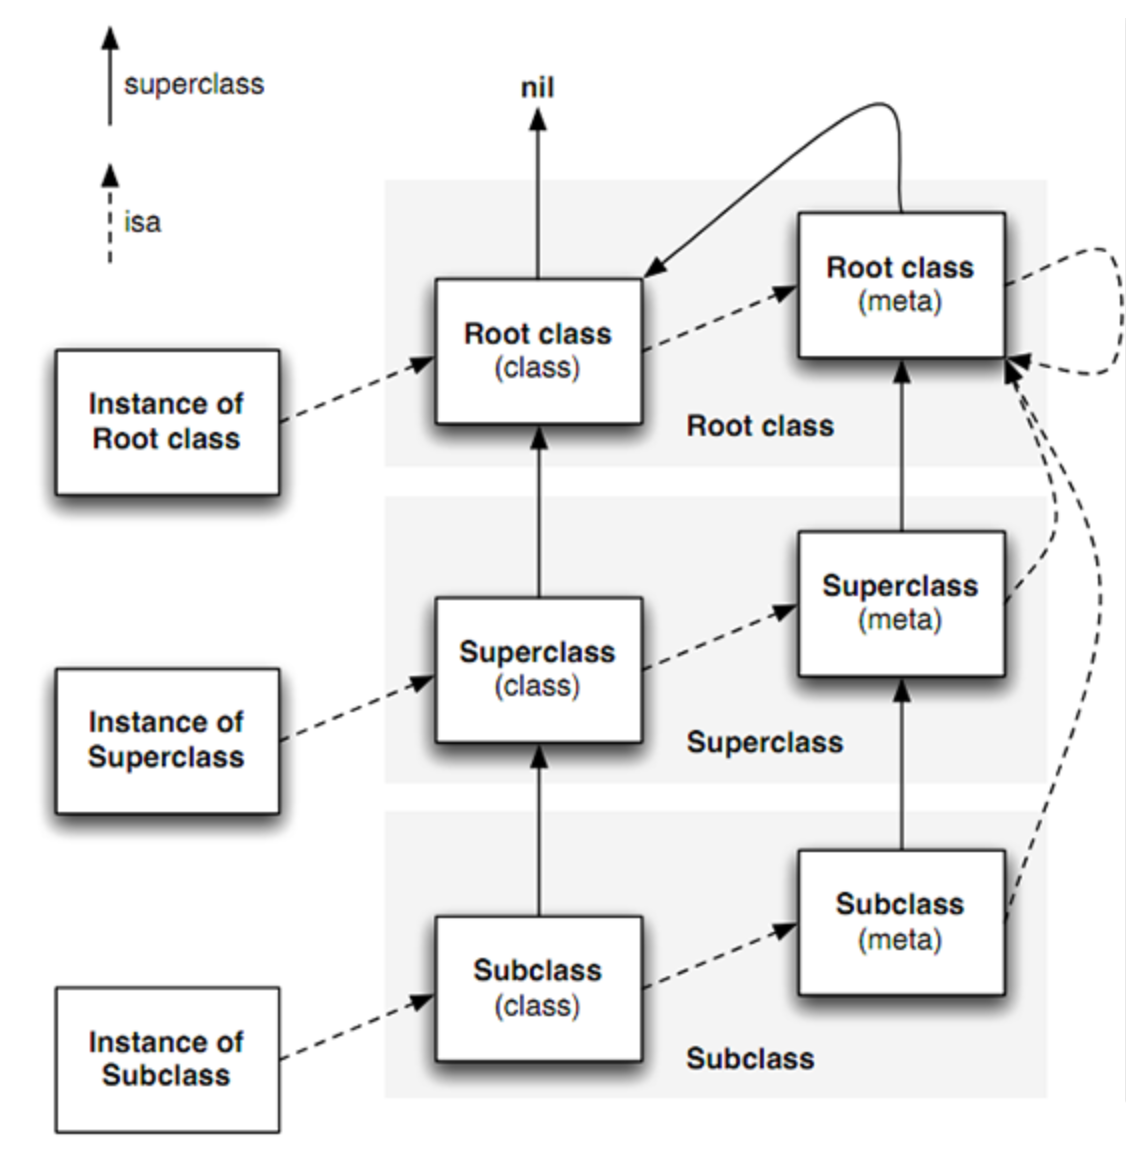 superclass
nil
isa
Root class
(meta)
Root class
(class)
Instance of
Root class
Root class
Superclass
(meta)
Superclass
(class)
Instance of
Superclass
Superclass
Subclass
(meta)
Subclass
(class)
Instance of
Subclass
Subclass